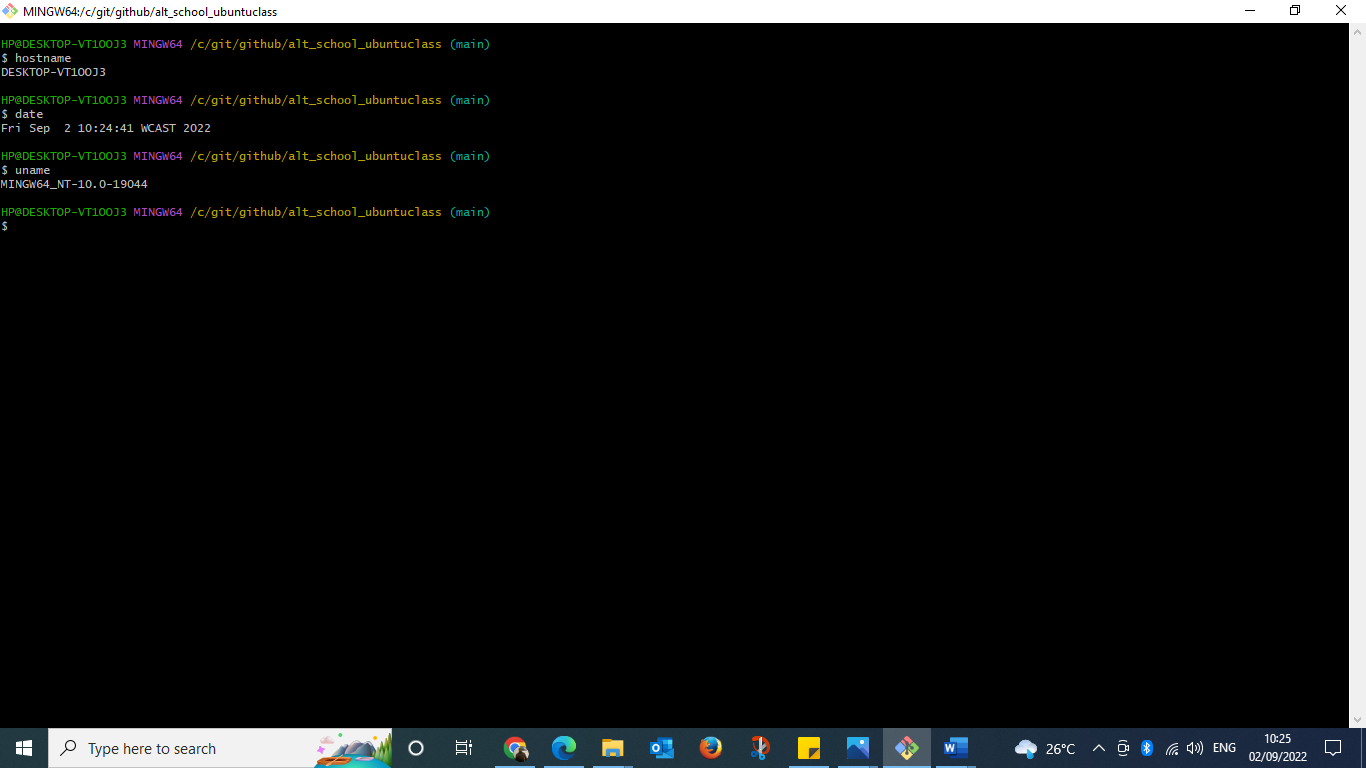 MINGW64:/c/git/github/alt_school_ubuntuclass
HP@DESKTOP-VT1OOJ3 MINGW64 /c/git/github/alt_school_ubuntuclass (main)
$ hostname
DESKTOP-VT1OOJ3
HP@DESKTOP-VT1OOJ3 MINGW64 /c/git/github/alt_school_ubuntuclass (main)
$ date
Fri Sep  2 10:24:41 WCAST 2022
HP@DESKTOP-VT1OOJ3 MINGW64 /c/git/github/alt_school_ubuntuclass (main)
$ uname
MINGW64_NT-10.0-19044
HP@DESKTOP-VT1OOJ3 MINGW64 /c/git/github/alt_school_ubuntuclass (main)
$
Type here to search
26°C
ENG
10:25
02/09/2022